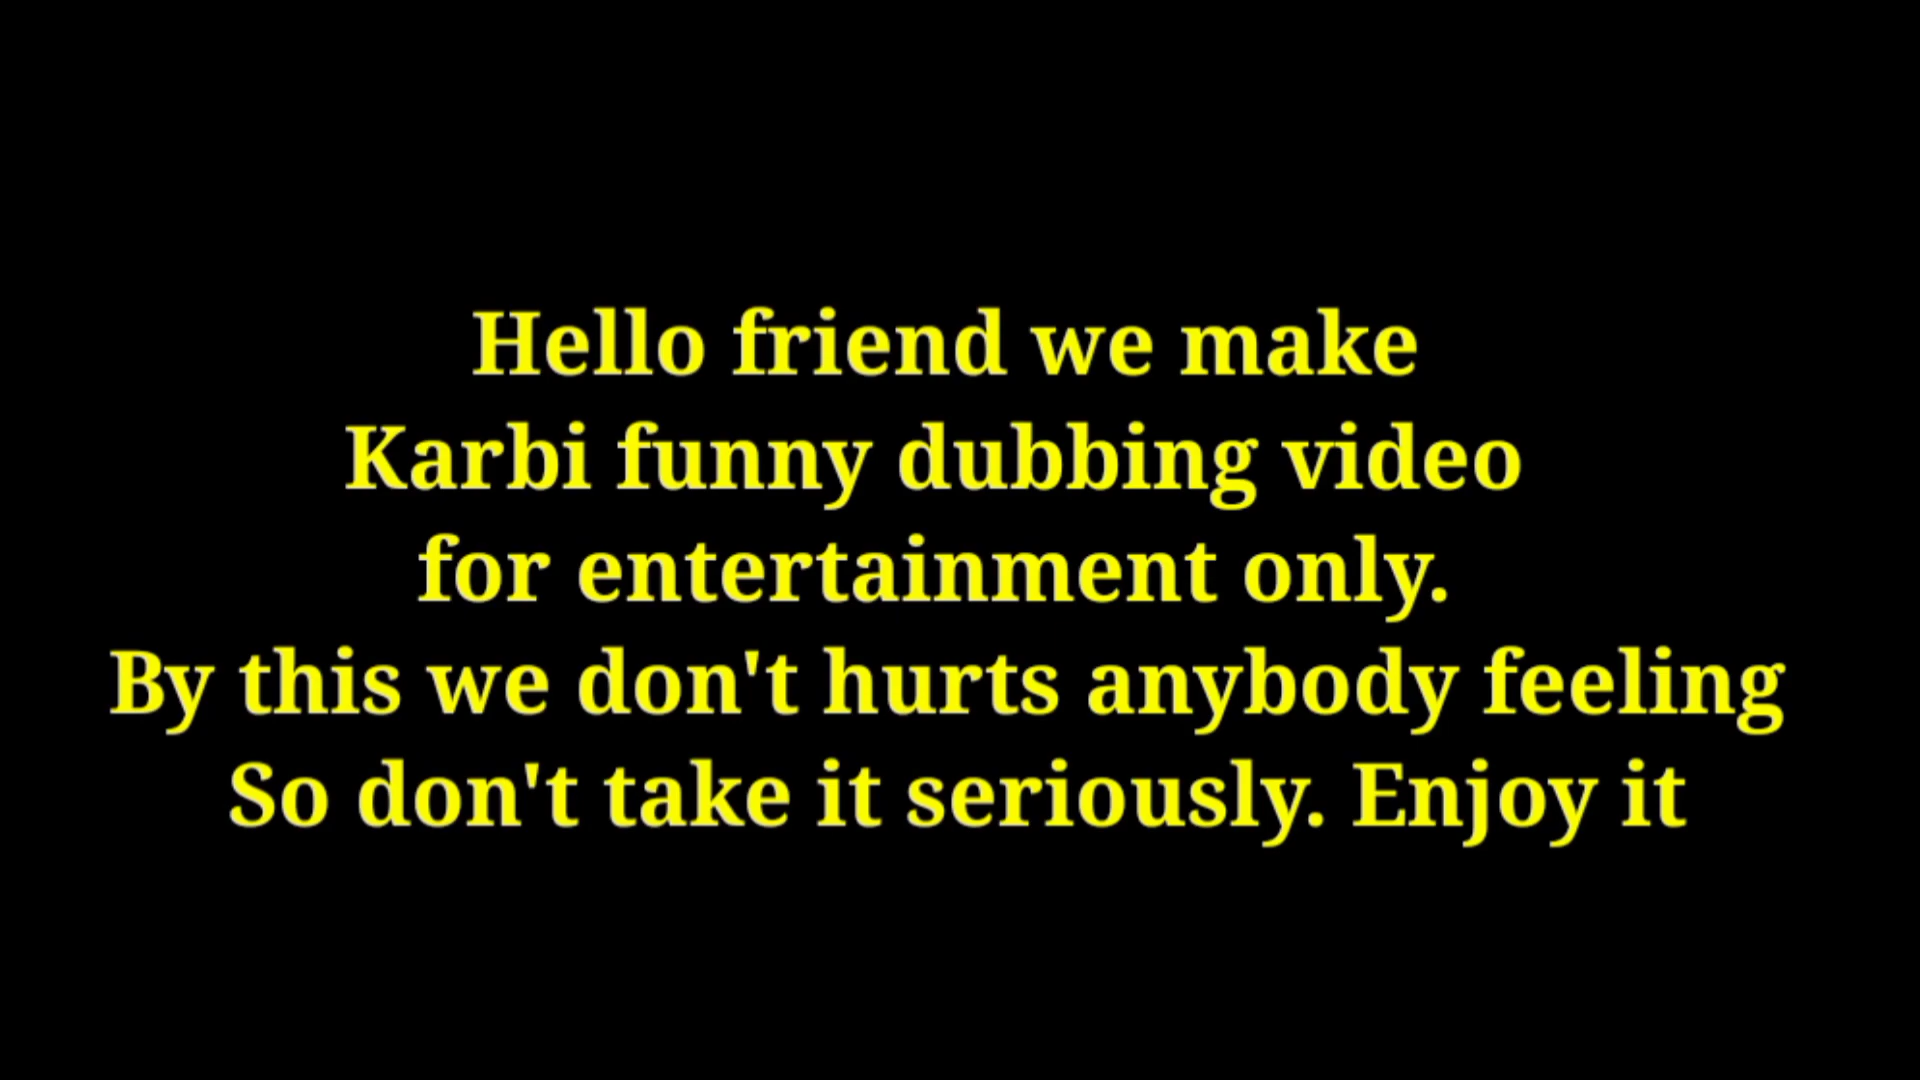 Hello friend we make
Karbi funny dubbing video
for entertainment only.
By this we don't hurts anybody feeling
So don't take it seriously. Enjoy it